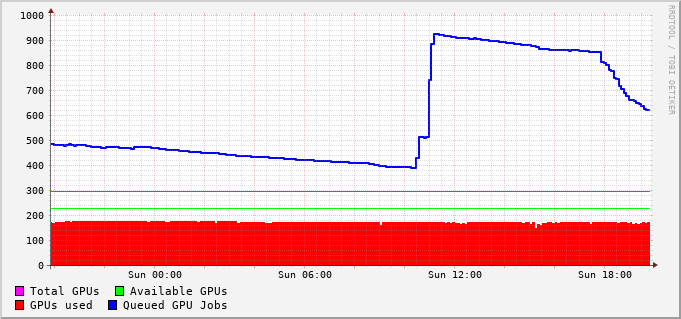 1000
900
800
700
600
500
400
300
200
100
0
Sun 00:00 Sun 06:00 Sun 12:00 Sun 18:00
Total GPUs Available GPUs
GPUs used Queued GPU Jobs
RRDTOOL / TOBI OETIKER